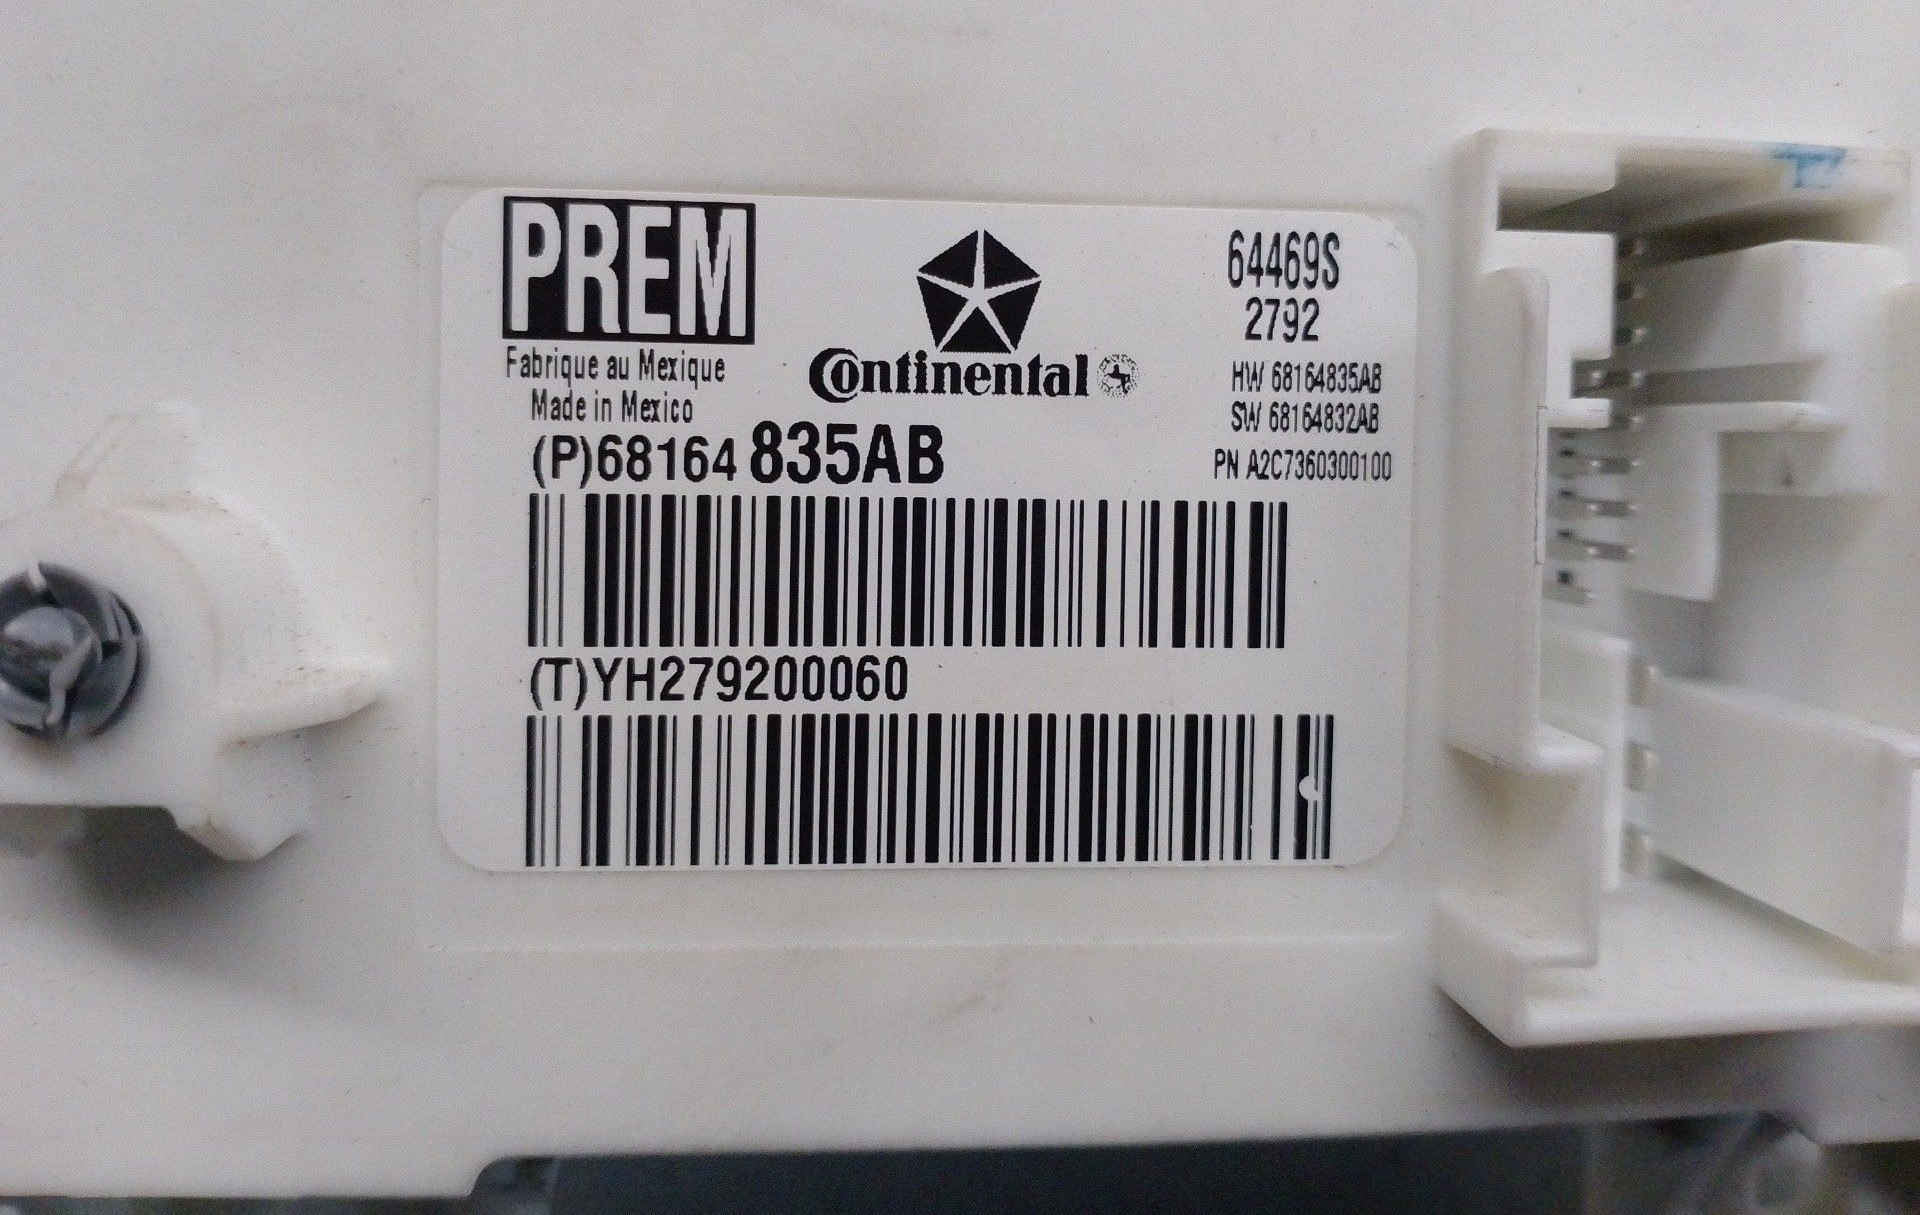 PREM
Fabrique au Mexique
Made in Mexico
Continental
64469S
2792
HW 68164835AB
SW 68164832AB
PN A2C7360300100
(P)68164 835AB
(T)YH279200060